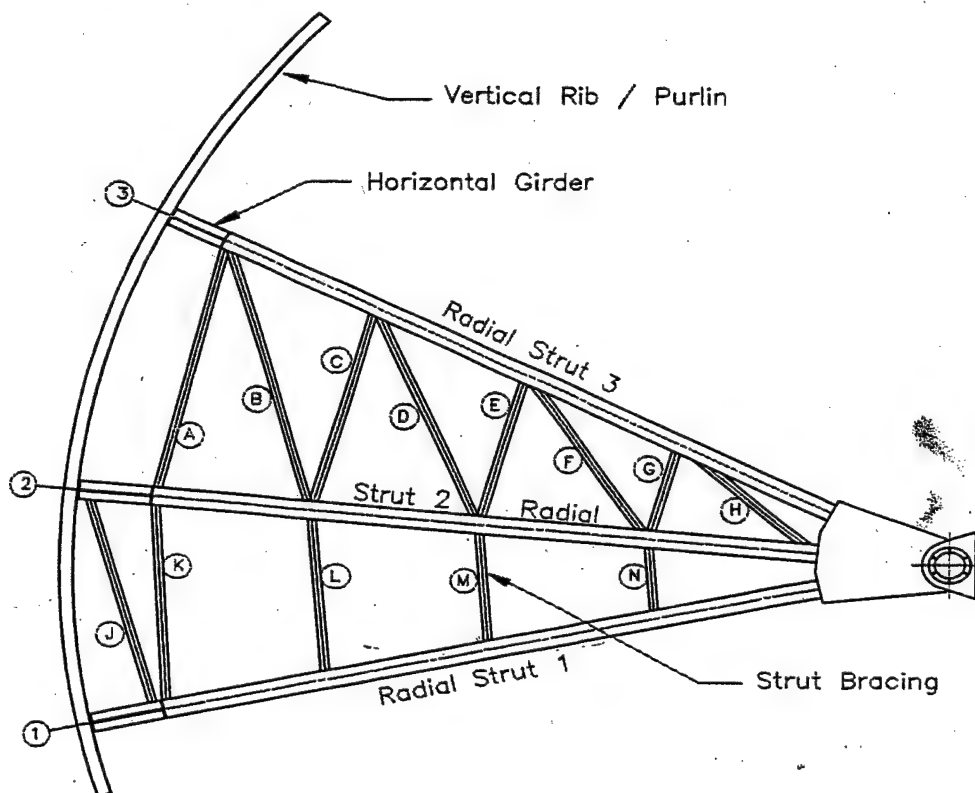 Vertical Rib / Purlin
Horizontal Girder
3
Radial Strut 3
C
B
D
E
A
F
G
2
Strut 2
Radial
H
K
L
M
N
J
Strut Bracing
Radial Strut 1
1